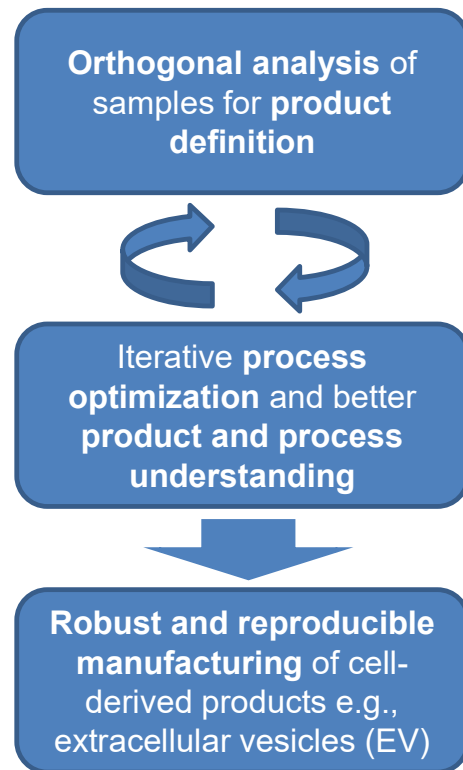 Orthogonal analysis of
samples for product
definition
Iterative process
optimization and better
product and process
understanding
Robust and reproducible
manufacturing of cell-
derived products e.g.,
extracellular vesicles (EV)